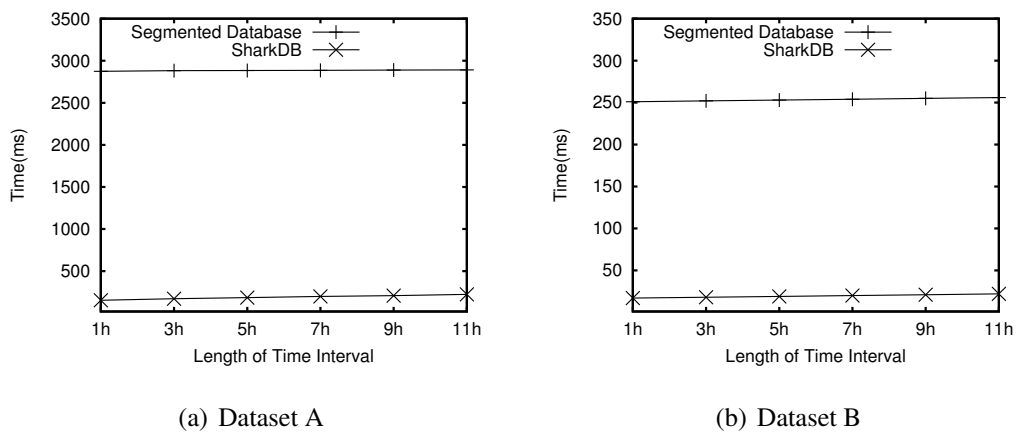 3500
3000
2500
2000
1500
1000
500
Time(ms)
Segmented Database
SharkDB
1h 3h 5h 7h 9h 11h
Length of Time Interval
(a) Dataset A
350
300
250
200
150
100
50
Time(ms)
Segmented Database
SharkDB
1h 3h 5h 7h 9h 11h
Length of Time Interval
(b) Dataset B